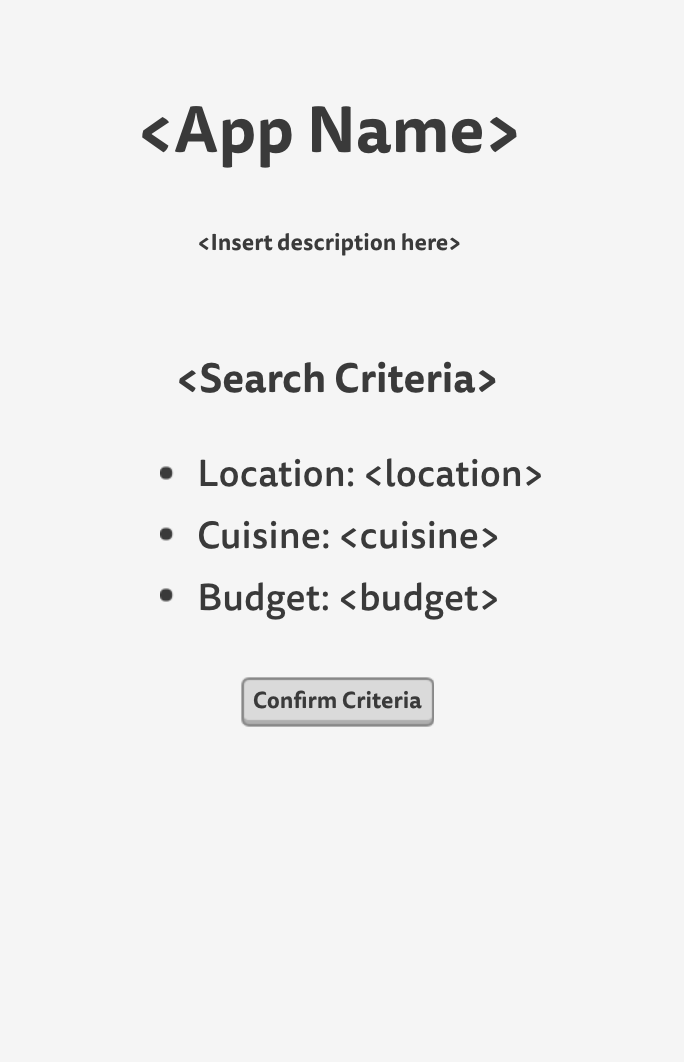 <App Name>
<Insert description here>
<Search Criteria>
• Location: <location>
• Cuisine: <cuisine>
• Budget: <budget>
Confirm Criteria